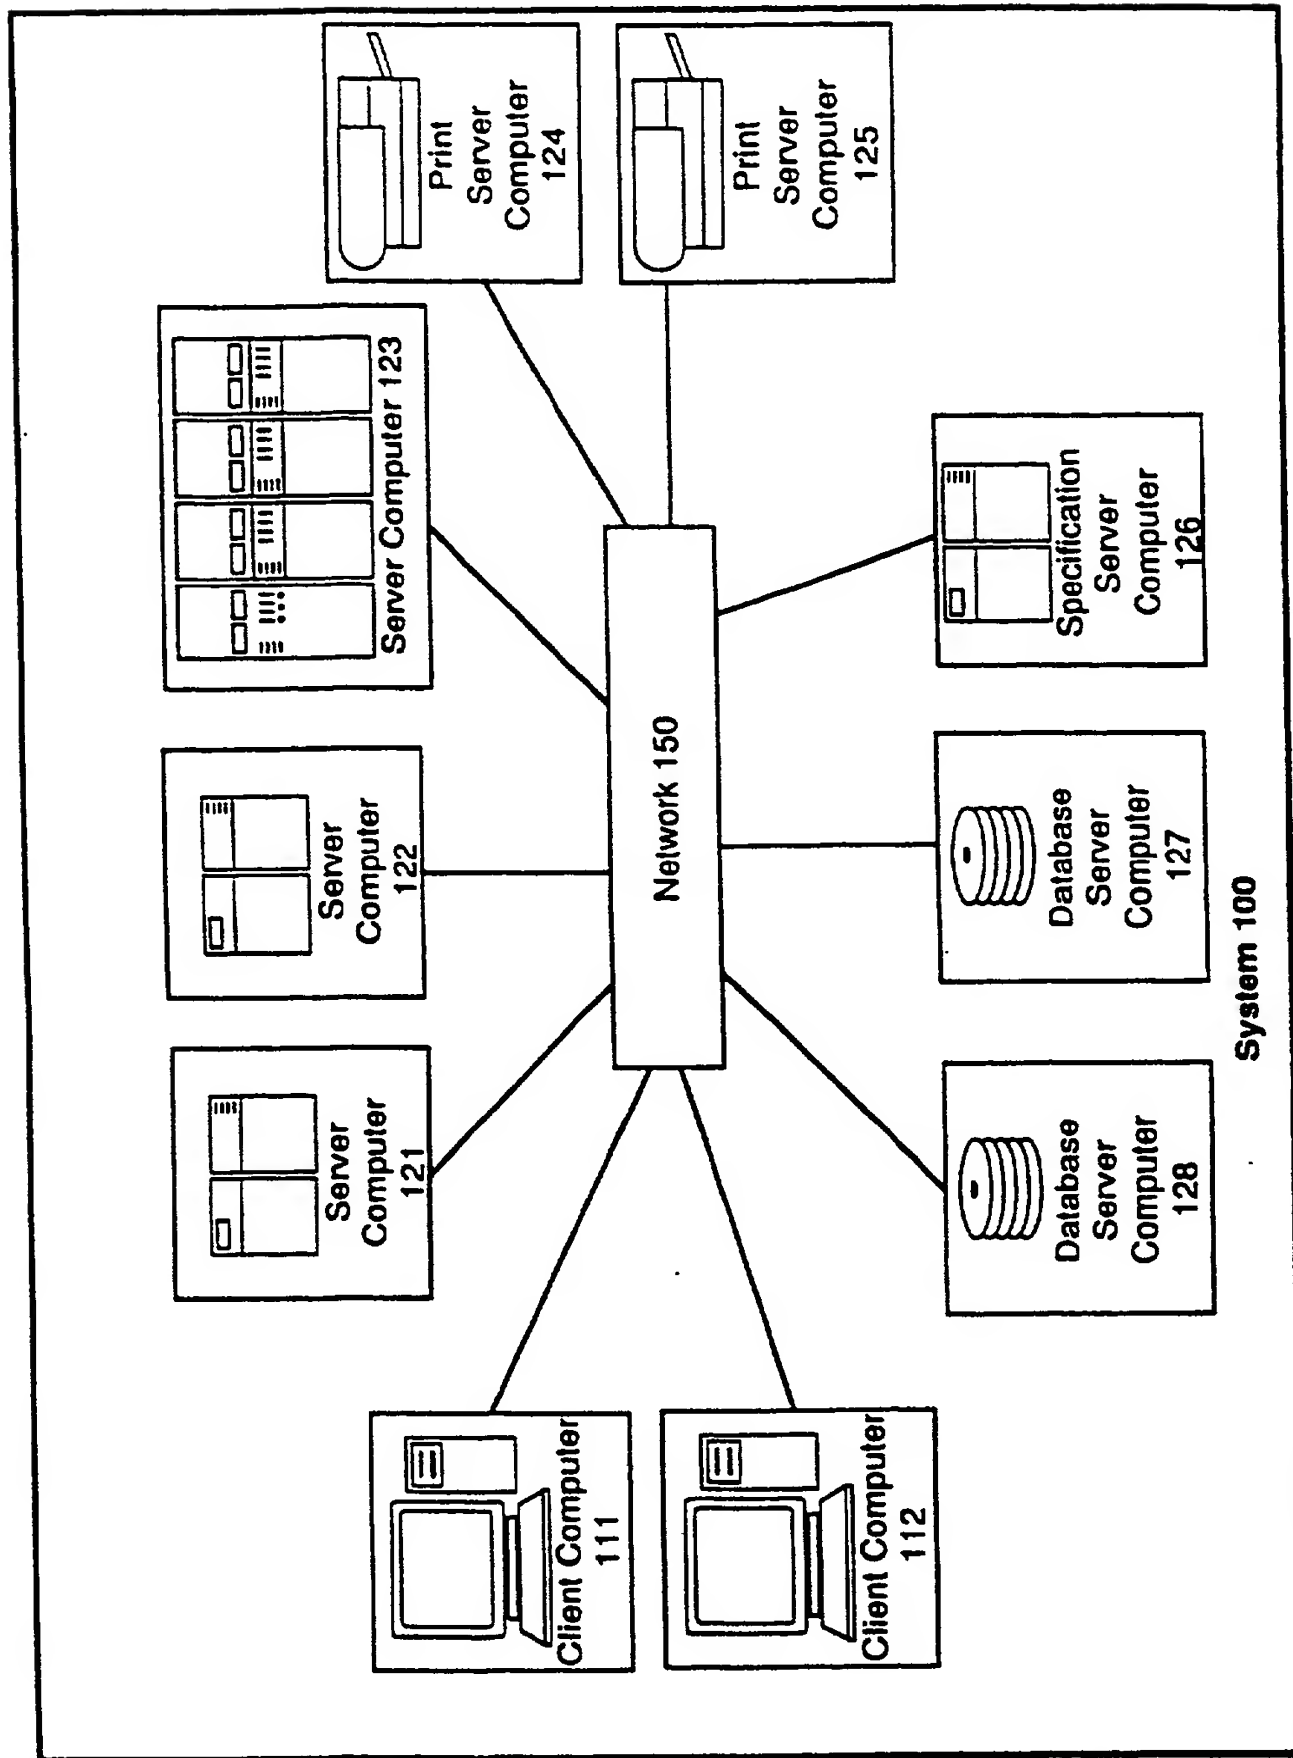 Server
Computer
121
Server
Computer
122
Server Computer 123
Client Computer
111
Client Computer
112
Network 150
Print
Server
Computer
124
Print
Server
Computer
125
Database
Server
Computer
128
Database
Server
Computer
127
Specification
Server
Computer
126
System 100